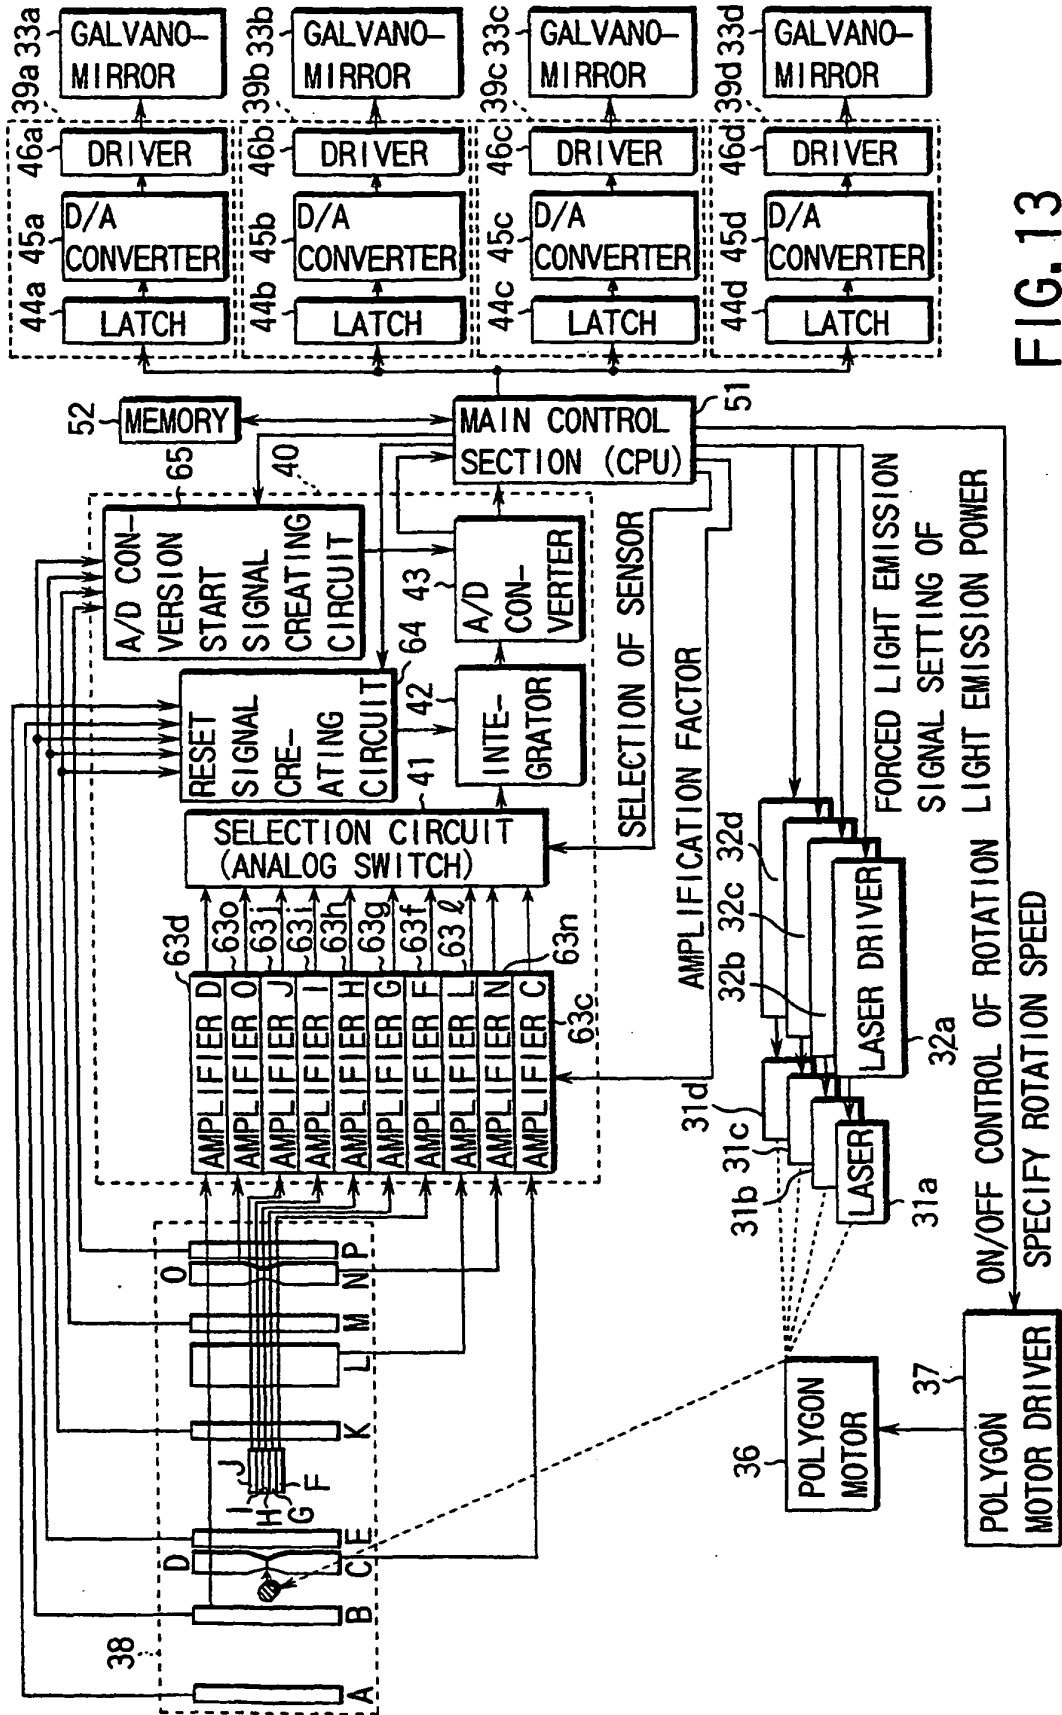 33a
GALVANO-
MIRROR
33b
GALVANO-
MIRROR
33c
GALVANO-
MIRROR
33d
GALVANO-
MIRROR
39a
39b
39c
39d
46a
DRIVER
46b
DRIVER
46c
DRIVER
46d
DRIVER
45a
D/A
CONVERTER
45b
D/A
CONVERTER
45c
D/A
CONVERTER
45d
D/A
CONVERTER
44a
LATCH
44b
LATCH
44c
LATCH
44d
LATCH
52
MEMORY
51
MAIN CONTROL
SECTION (CPU)
65
A/D CON-
VERSION
START
SIGNAL
CREATING
CIRCUIT
40
64
RESET
SIGNAL
CRE-
ATING
CIRCUIT
43
A/D
CON-
VERTER
42
INTE-
GRATOR
41
SELECTION CIRCUIT
(ANALOG SWITCH)
SELECTION OF SENSOR
AMPLIFICATION FACTOR
63d
63o
63j
63i
63h
63g
63f
63ℓ
63n
63c
AMPLIFIER D
AMPLIFIER O
AMPLIFIER J
AMPLIFIER I
AMPLIFIER H
AMPLIFIER G
AMPLIFIER F
AMPLIFIER L
AMPLIFIER N
AMPLIFIER C
38
A
B
D
C
E
J
I
H
G
F
K
L
M
O
N
P
FORCED LIGHT EMISSION
SIGNAL SETTING OF
LIGHT EMISSION POWER
32d
32c
32b
LASER DRIVER
32a
31d
31c
31b
LASER
31a
ON/OFF CONTROL OF ROTATION
SPECIFY ROTATION SPEED
36
POLYGON
MOTOR
37
POLYGON
MOTOR DRIVER
FIG. 13